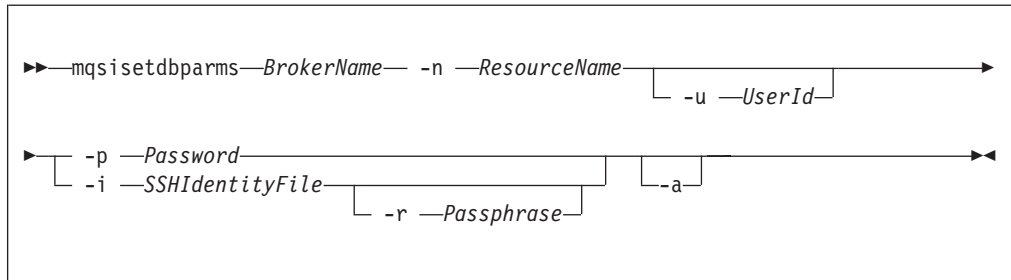 mqsisetdbparms BrokerName -n ResourceName
-u UserId
-p Password
-i SSHIdentityFile -a
-r Passphrase